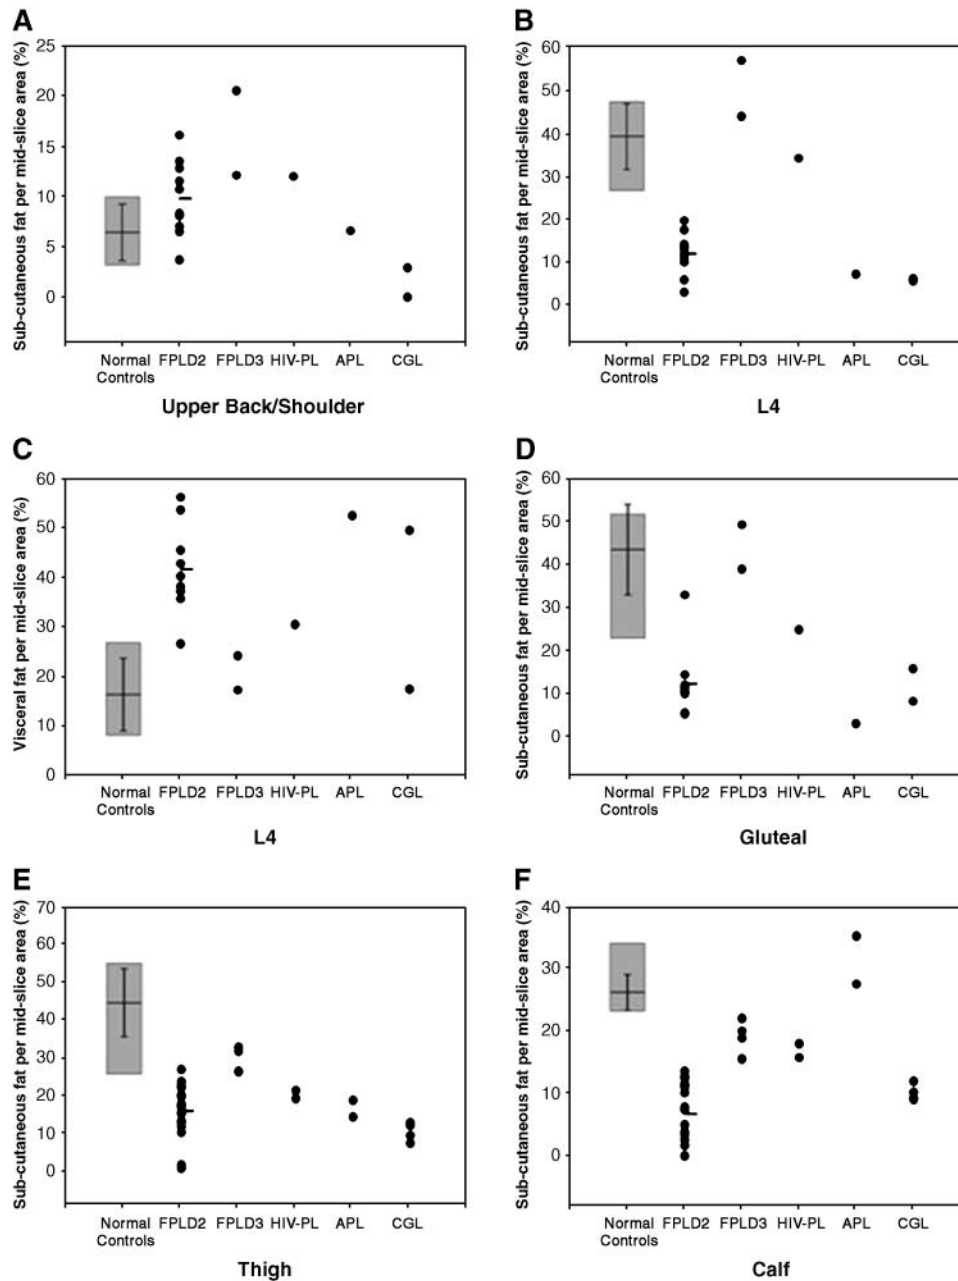 A
Sub-cutaneous fat per mid-slice area (%)
25
20
15
10
5
0
Normal Controls
FPLD2
FPLD3
HIV-PL
APL
CGL
Upper Back/Shoulder
B
Sub-cutaneous fat per mid-slice area (%)
60
50
40
30
20
10
0
Normal Controls
FPLD2
FPLD3
HIV-PL
APL
CGL
L4
C
Visceral fat per mid-slice area (%)
60
50
40
30
20
10
0
Normal Controls
FPLD2
FPLD3
HIV-PL
APL
CGL
L4
D
Sub-cutaneous fat per mid-slice area (%)
60
50
40
30
20
10
0
Normal Controls
FPLD2
FPLD3
HIV-PL
APL
CGL
Gluteal
E
Sub-cutaneous fat per mid-slice area (%)
70
60
50
40
30
20
10
0
Normal Controls
FPLD2
FPLD3
HIV-PL
APL
CGL
Thigh
F
Sub-cutaneous fat per mid-slice area (%)
40
30
20
10
0
Normal Controls
FPLD2
FPLD3
HIV-PL
APL
CGL
Calf